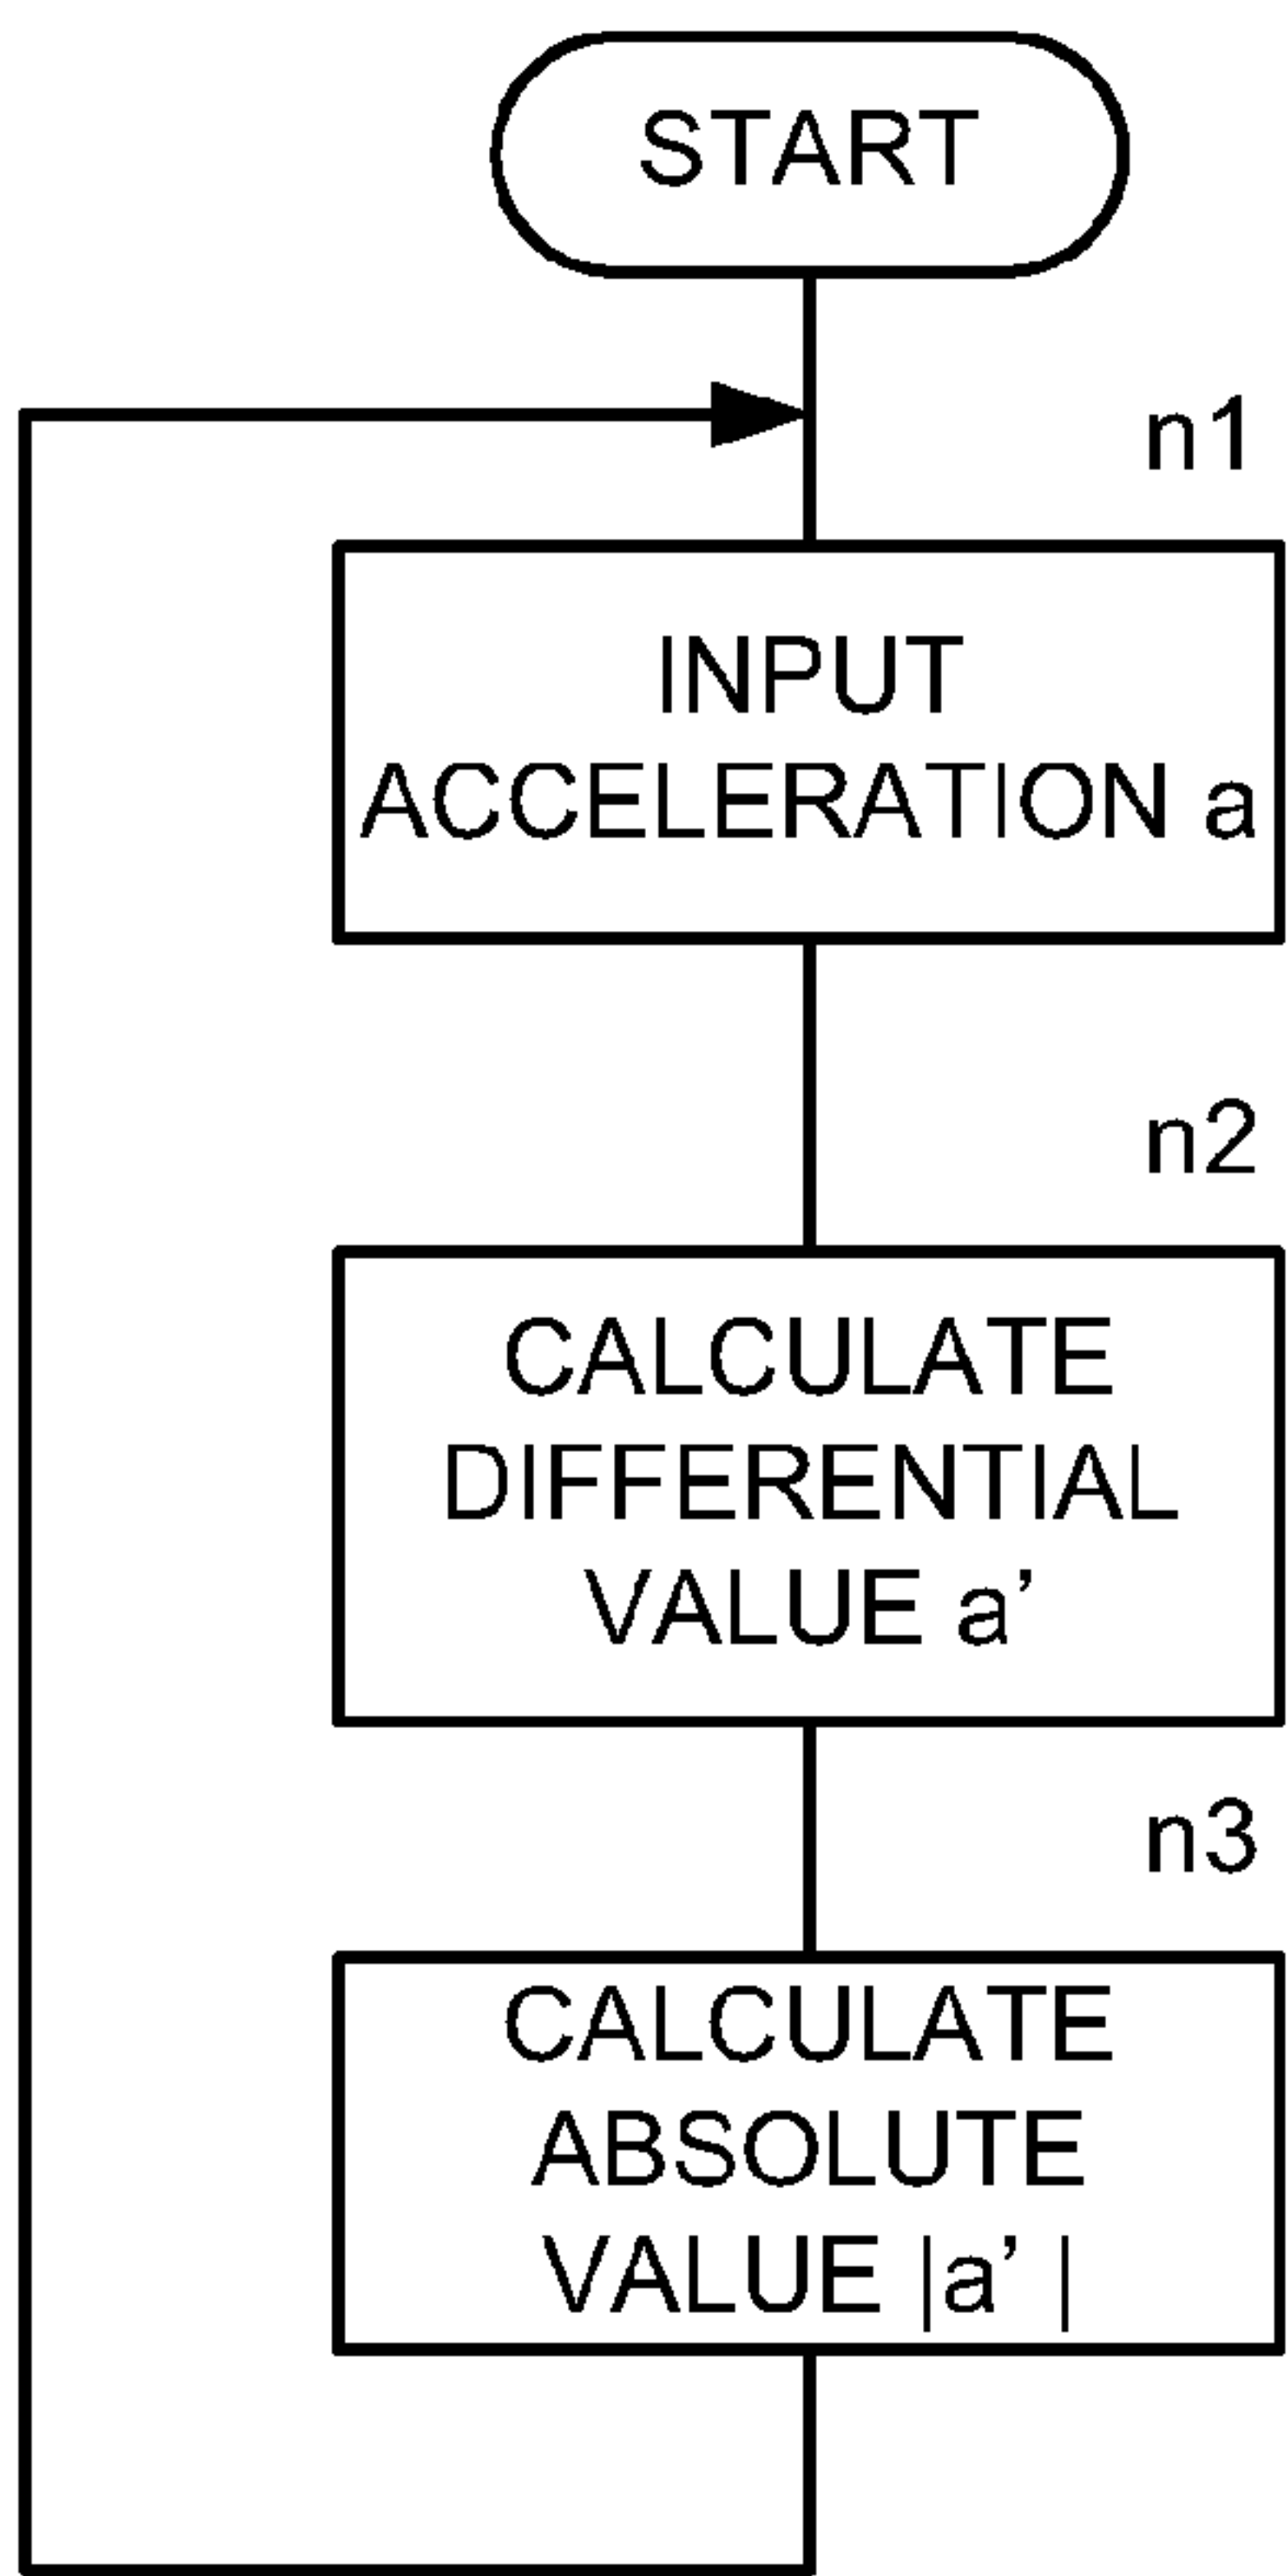 START
n1
INPUT
ACCELERATION a
n2
CALCULATE
DIFFERENTIAL
VALUE a’
n3
CALCULATE
ABSOLUTE
VALUE |a’ |